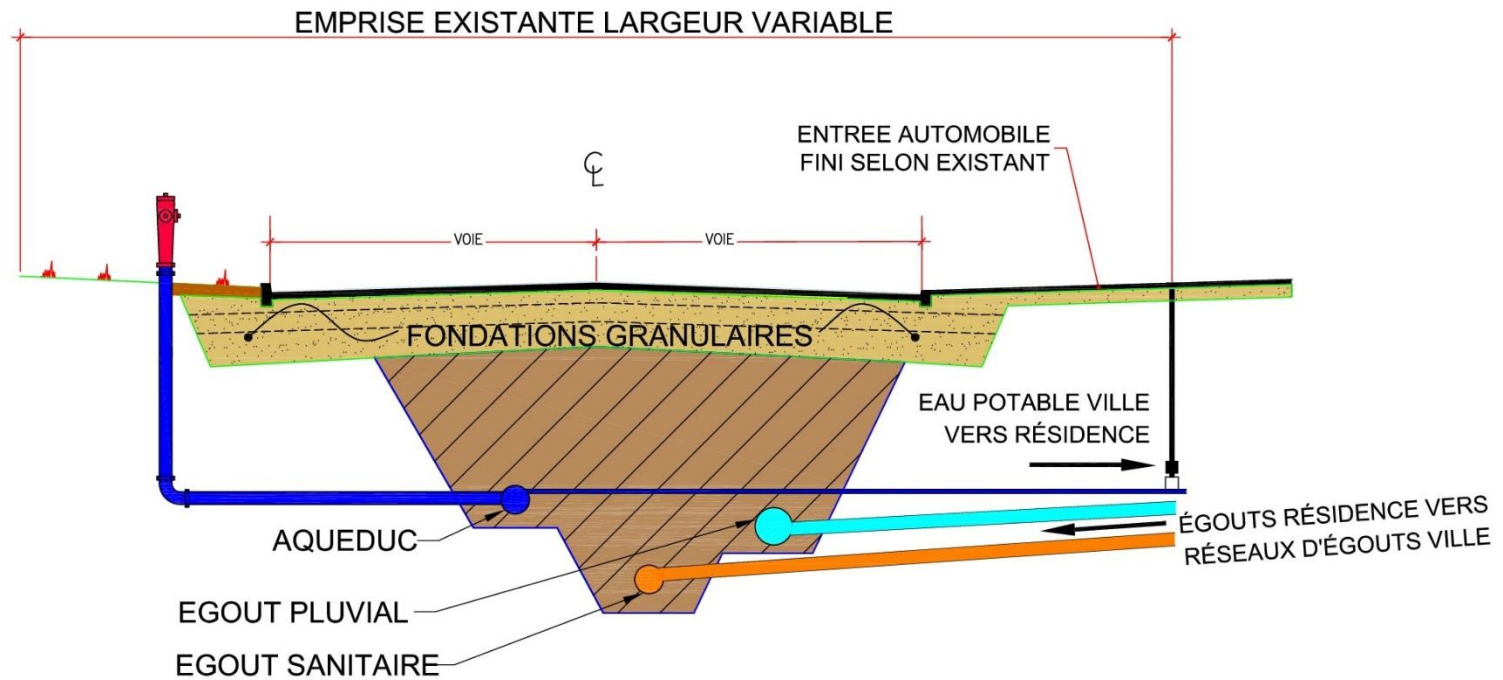 EMPRISE EXISTANTE LARGEUR VARIABLE
ENTREE AUTOMOBILE
FINI SELON EXISTANT
CL
VOIE
VOIE
FONDATIONS GRANULAIRES
EAU POTABLE VILLE
VERS RÉSIDENCE
AQUEDUC
ÉGOUTS RÉSIDENCE VERS
RÉSEAUX D'ÉGOUTS VILLE
EGOUT PLUVIAL
EGOUT SANITAIRE